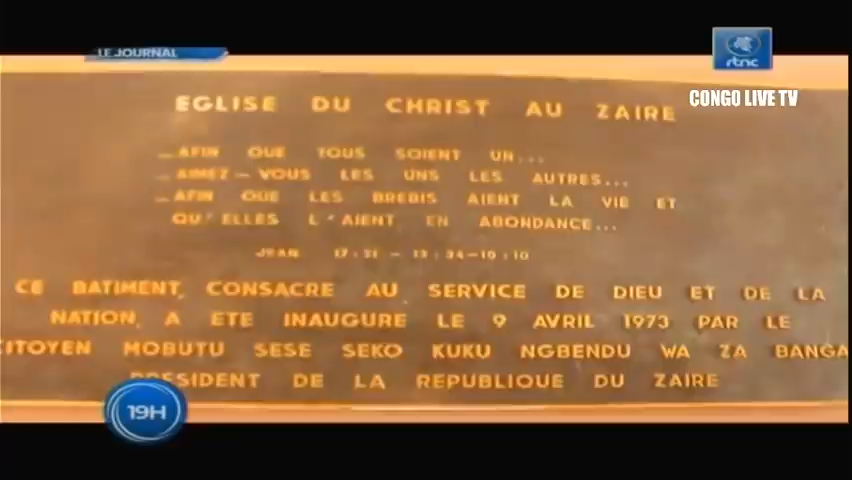 LE JOURNAL
rtnc
CONGO LIVE TV
EGLISE DU CHRIST AU ZAIRE
...AFIN QUE TOUS SOIENT UN...
...AIMEZ-VOUS LES UNS LES AUTRES...
...AFIN QUE LES BREBIS AIENT LA VIE ET
QU'ELLES L'AIENT EN ABONDANCE...
JEAN 17:21 - 13:34-10:10
CE BATIMENT, CONSACRE AU SERVICE DE DIEU ET DE LA
NATION, A ETE INAUGURE LE 9 AVRIL 1973 PAR LE
CITOYEN MOBUTU SESE SEKO KUKU NGBENDU WA ZA BANGA
PRESIDENT DE LA REPUBLIQUE DU ZAIRE
19H